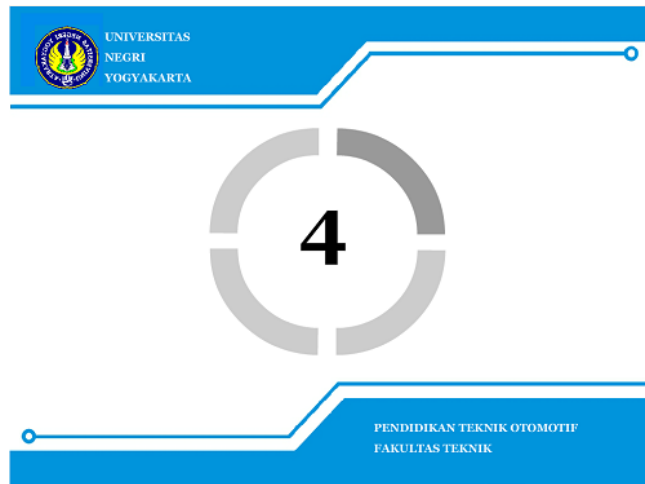 UNIVERSITAS
NEGRI
YOGYAKARTA
4
PENDIDIKAN TEKNIK OTOMOTIF
FAKULTAS TEKNIK